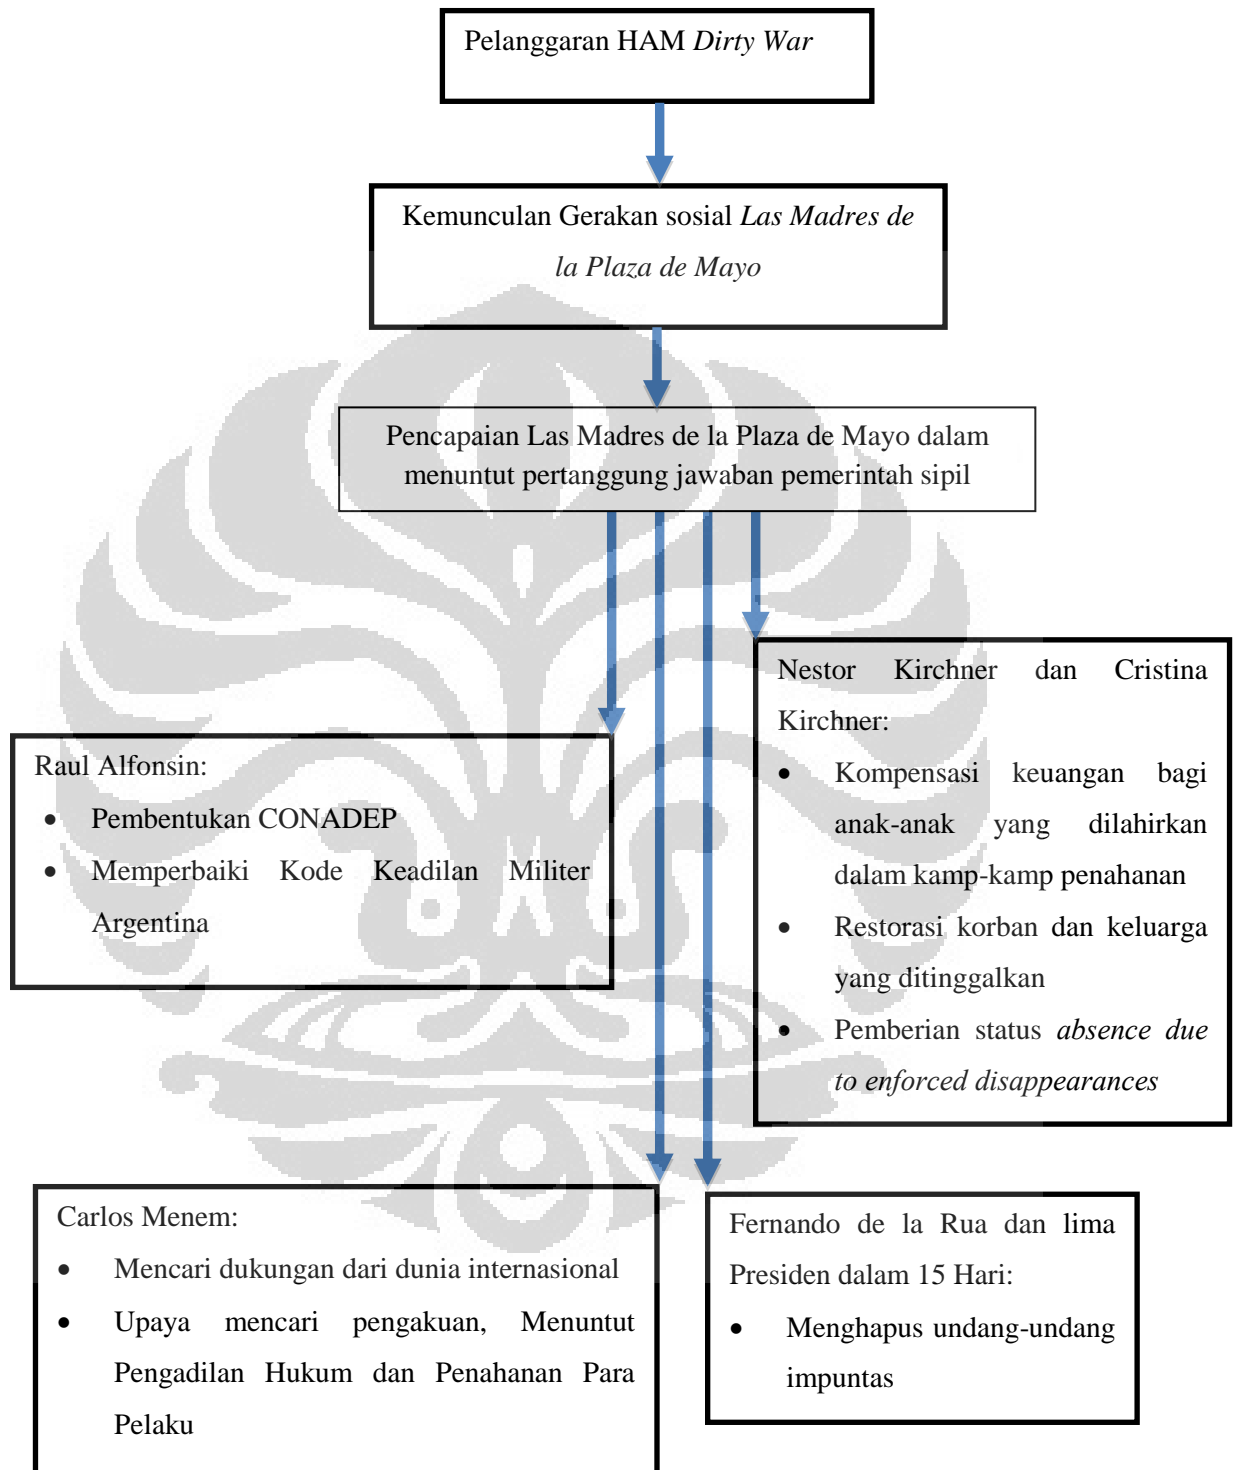 Pelanggaran HAM Dirty War
Kemunculan Gerakan sosial Las Madres de
la Plaza de Mayo
Pencapaian Las Madres de la Plaza de Mayo dalam
menuntut pertanggung jawaban pemerintah sipil
Raul Alfonsin:
• Pembentukan CONADEP
• Memperbaiki Kode Keadilan Militer
Argentina
Nestor Kirchner dan Cristina
Kirchner:
• Kompensasi keuangan bagi
anak-anak yang dilahirkan
dalam kamp-kamp penahanan
• Restorasi korban dan keluarga
yang ditinggalkan
• Pemberian status absence due
to enforced disappearances
Carlos Menem:
• Mencari dukungan dari dunia internasional
• Upaya mencari pengakuan, Menuntut
Pengadilan Hukum dan Penahanan Para
Pelaku
Fernando de la Rua dan lima
Presiden dalam 15 Hari:
• Menghapus undang-undang
impuntas